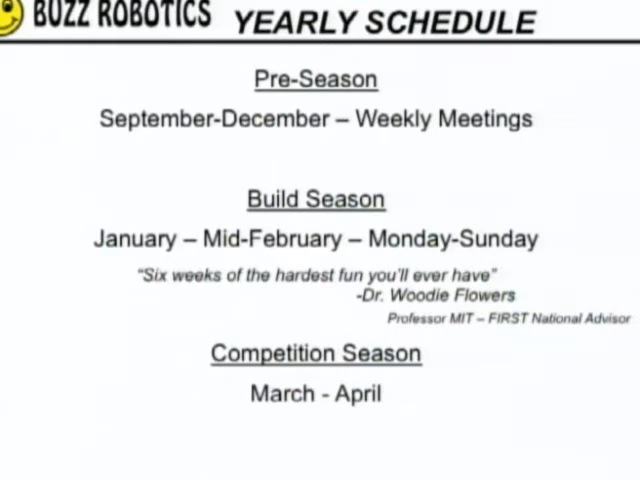 BUZZ ROBOTICS YEARLY SCHEDULE
Pre-Season
September-December – Weekly Meetings
Build Season
January – Mid-February – Monday-Sunday
“Six weeks of the hardest fun you’ll ever have”
-Dr. Woodie Flowers
Professor MIT – FIRST National Advisor
Competition Season
March - April